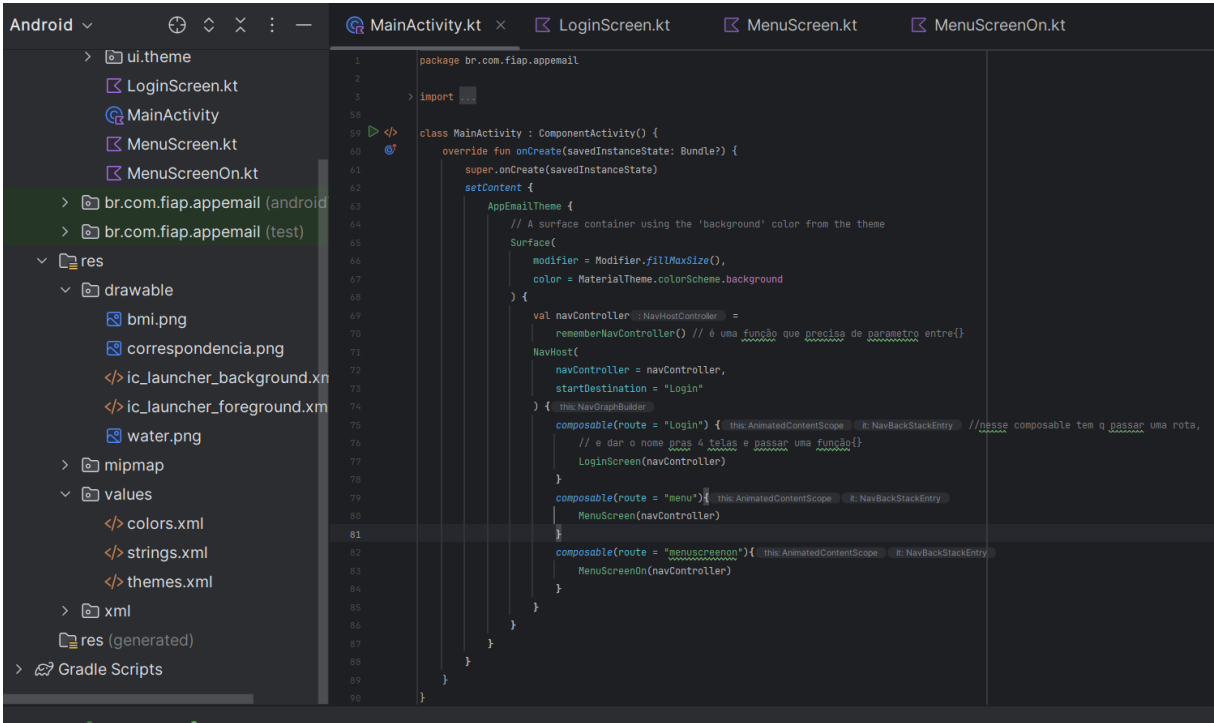 Android
MainActivity.kt
LoginScreen.kt
MenuScreen.kt
MenuScreenOn.kt
ui.theme
LoginScreen.kt
MainActivity
MenuScreen.kt
MenuScreenOn.kt
br.com.fiap.appemail (android
br.com.fiap.appemail (test)
res
drawable
bmi.png
correspondencia.png
ic_launcher_background.xm
ic_launcher_foreground.xm
water.png
mipmap
values
colors.xml
strings.xml
themes.xml
xml
res (generated)
Gradle Scripts
1 package br.com.fiap.appemail
2
3 import ...
58
59 class MainActivity : ComponentActivity() {
60 override fun onCreate(savedInstanceState: Bundle?) {
61 super.onCreate(savedInstanceState)
62 setContent {
63 AppEmailTheme {
64 // A surface container using the 'background' color from the theme
65 Surface(
66 modifier = Modifier.fillMaxSize(),
67 color = MaterialTheme.colorScheme.background
68 ) {
69 val navController : NavHostController =
70 rememberNavController() // é uma função que precisa de parametro entre{}
71 NavHost(
72 navController = navController,
73 startDestination = "Login"
74 ) { this: NavGraphBuilder
75 composable(route = "Login") { this: AnimatedContentScope it: NavBackStackEntry //nesse composable tem q passar uma rota,
76 // e dar o nome pras 4 telas e passar uma função{}
77 LoginScreen(navController)
78 }
79 composable(route = "menu"){ this: AnimatedContentScope it: NavBackStackEntry
80 MenuScreen(navController)
81 }
82 composable(route = "menuscreenon"){ this: AnimatedContentScope it: NavBackStackEntry
83 MenuScreenOn(navController)
84 }
85 }
86 }
87 }
88 }
89 }
90 }